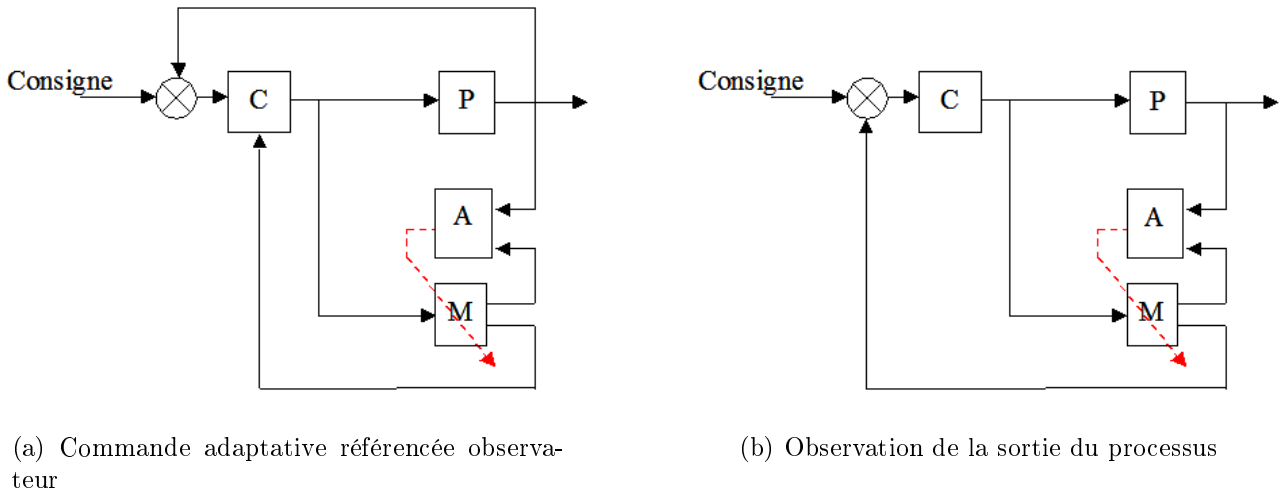 Consigne
C
P
A
M
(a) Commande adaptative référencée observa-
teur
Consigne
C
P
A
M
(b) Observation de la sortie du processus